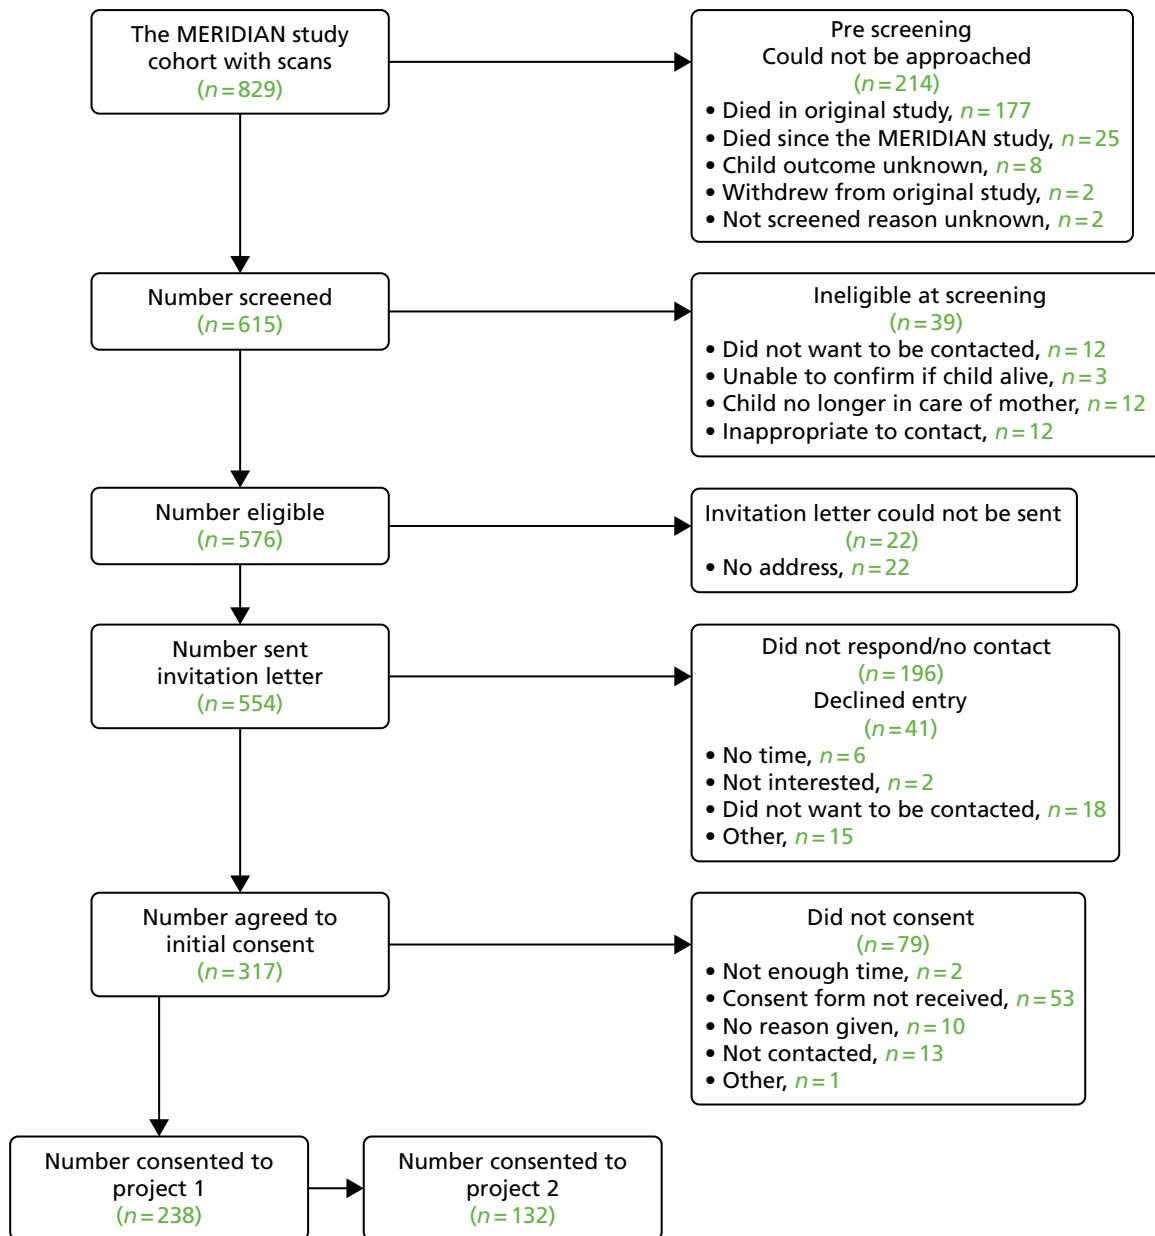 The MERIDIAN study
cohort with scans
(n=829)
Pre screening
Could not be approached
(n=214)
• Died in original study, n=177
• Died since the MERIDIAN study, n=25
• Child outcome unknown, n=8
• Withdrew from original study, n=2
• Not screened reason unknown, n=2
Number screened
(n=615)
Ineligible at screening
(n=39)
• Did not want to be contacted, n=12
• Unable to confirm if child alive, n=3
• Child no longer in care of mother, n=12
• Inappropriate to contact, n=12
Number eligible
(n=576)
Invitation letter could not be sent
(n=22)
• No address, n=22
Number sent
invitation letter
(n=554)
Did not respond/no contact
(n=196)
Declined entry
(n=41)
• No time, n=6
• Not interested, n=2
• Did not want to be contacted, n=18
• Other, n=15
Number agreed to
initial consent
(n=317)
Did not consent
(n=79)
• Not enough time, n=2
• Consent form not received, n=53
• No reason given, n=10
• Not contacted, n=13
• Other, n=1
Number consented to
project 1
(n=238)
Number consented to
project 2
(n=132)